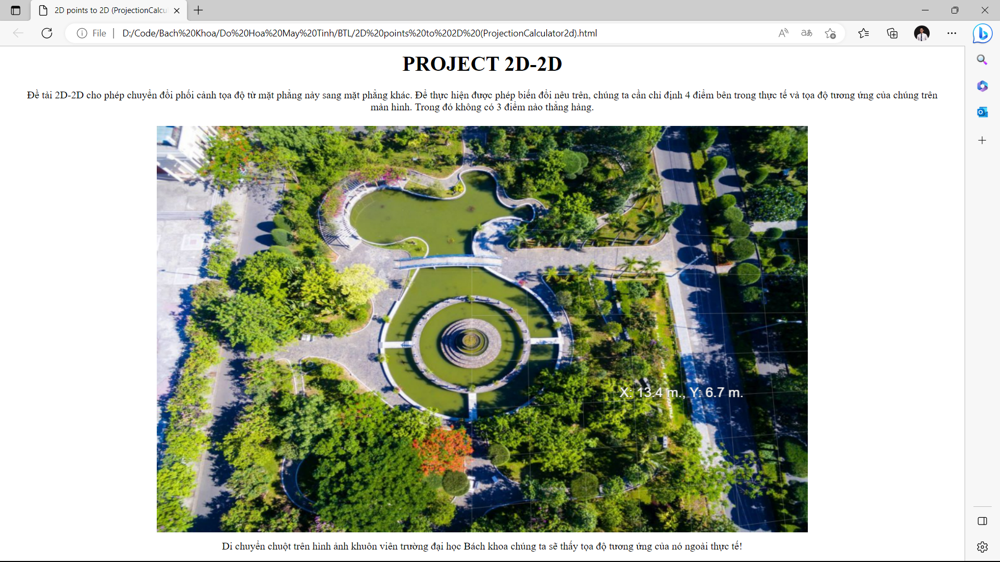 2D points to 2D (ProjectionCalcu
File
D:/Code/Bach%20Khoa/Do%20Hoa%20May%20Tinh/BTL/2D%20points%20to%202D%20(ProjectionCalculator2d).html
PROJECT 2D-2D
Đề tài 2D-2D cho phép chuyển đổi phối cảnh tọa độ từ mặt phẳng này sang mặt phẳng khác. Để thực hiện được phép biến đổi nêu trên, chúng ta cần chỉ định 4 điểm bên trong thực tế và tọa độ tương ứng của chúng trên
màn hình. Trong đó không có 3 điểm nào thẳng hàng.
X: 13.4 m., Y: 6.7 m.
Di chuyển chuột trên hình ảnh khuôn viên trường đại học Bách khoa chúng ta sẽ thấy tọa độ tương ứng của nó ngoài thực tế!